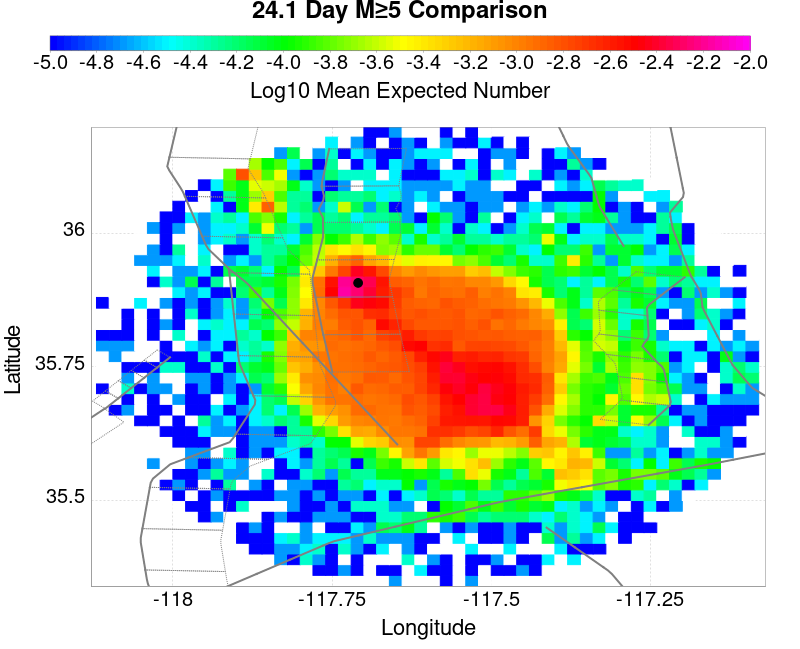 24.1 Day M≥5 Comparison
-5.0 -4.8 -4.6 -4.4 -4.2 -4.0 -3.8 -3.6 -3.4 -3.2 -3.0 -2.8 -2.6 -2.4 -2.2 -2.0
Log10 Mean Expected Number
36
35.75
35.5
Latitude
-118 -117.75 -117.5 -117.25
Longitude